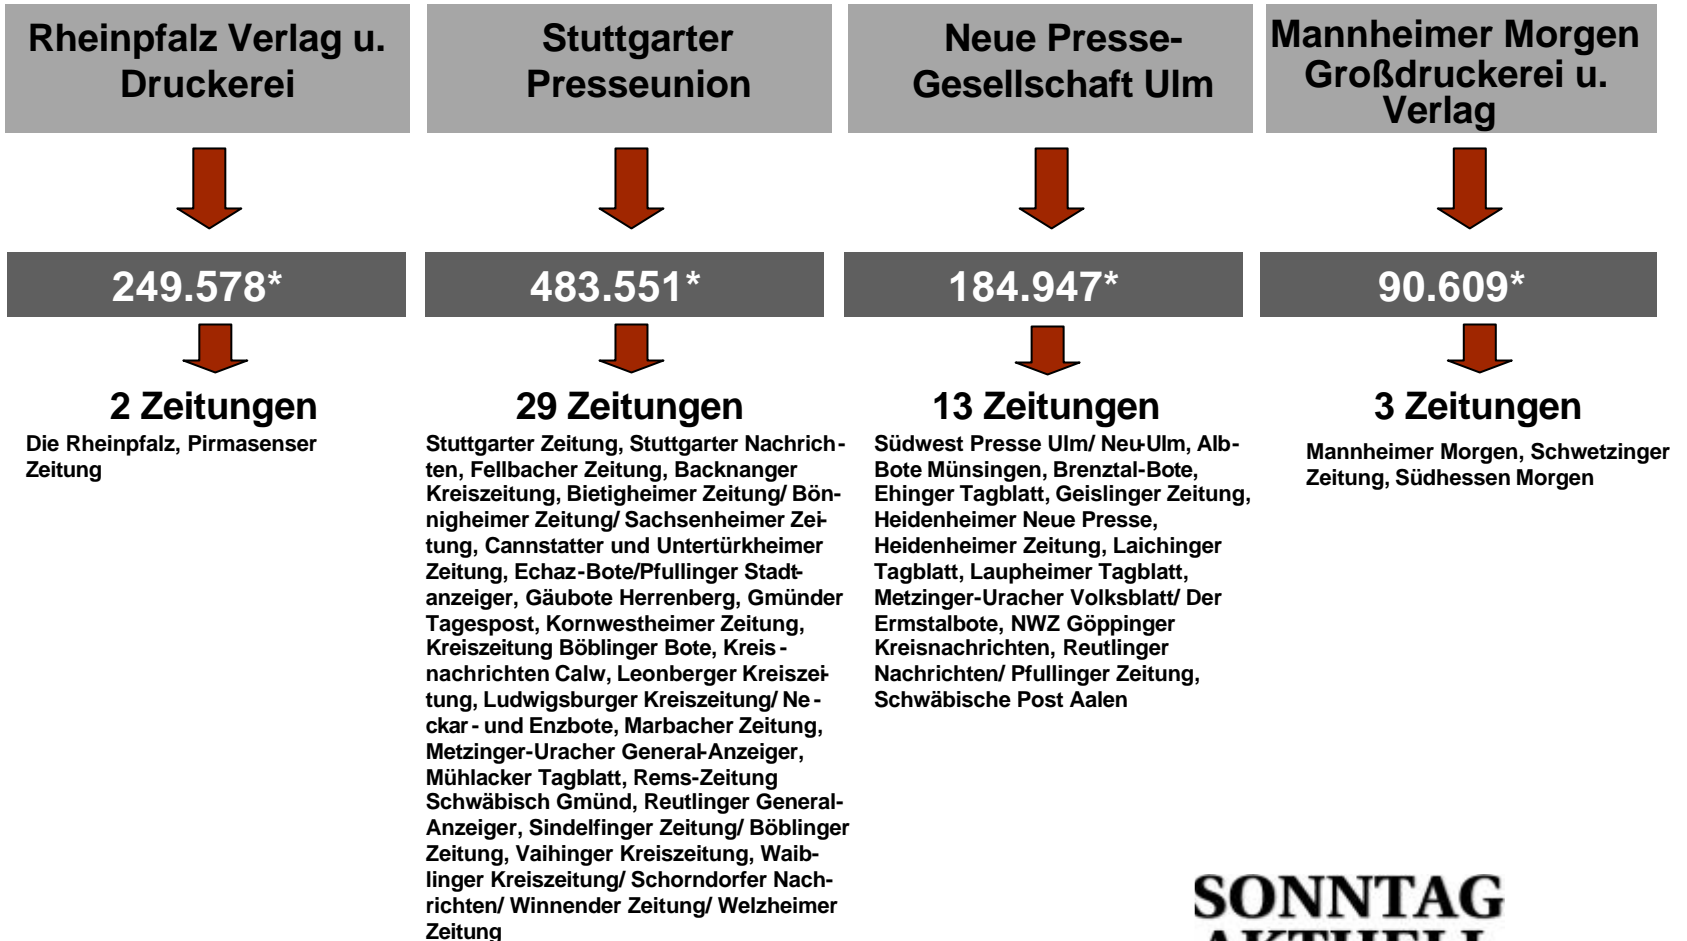 Rheinpfalz Verlag u.
Druckerei
Stuttgarter
Presseunion
Neue Presse-
Gesellschaft Ulm
Mannheimer Morgen
Großdruckerei u.
Verlag
249.578*
483.551*
184.947*
90.609*
2 Zeitungen
Die Rheinpfalz, Pirmasenser
Zeitung
29 Zeitungen
Stuttgarter Zeitung, Stuttgarter Nachrich-
ten, Fellbacher Zeitung, Backnanger
Kreiszeitung, Bietigheimer Zeitung/ Bön-
nigheimer Zeitung/ Sachsenheimer Zei-
tung, Cannstatter und Untertürkheimer
Zeitung, Echaz-Bote/Pfullinger Stadt-
anzeiger, Gäubote Herrenberg, Gmünder
Tagespost, Kornwestheimer Zeitung,
Kreiszeitung Böblinger Bote, Kreis-
nachrichten Calw, Leonberger Kreiszei-
tung, Ludwigsburger Kreiszeitung/ Ne-
ckar- und Enzbote, Marbacher Zeitung,
Metzinger-Uracher General-Anzeiger,
Mühlacker Tagblatt, Rems-Zeitung
Schwäbisch Gmünd, Reutlinger General-
Anzeiger, Sindelfinger Zeitung/ Böblinger
Zeitung, Vaihinger Kreiszeitung, Waib-
linger Kreiszeitung/ Schorndorfer Nach-
richten/ Winnender Zeitung/ Welzheimer
Zeitung
13 Zeitungen
Südwest Presse Ulm/ Neu-Ulm, Alb-
Bote Münsingen, Brenztal-Bote,
Ehinger Tagblatt, Geislinger Zeitung,
Heidenheimer Neue Presse,
Heidenheimer Zeitung, Laichinger
Tagblatt, Laupheimer Tagblatt,
Metzinger-Uracher Volksblatt/ Der
Ermstalbote, NWZ Göppinger
Kreisnachrichten, Reutlinger
Nachrichten/ Pfullinger Zeitung,
Schwäbische Post Aalen
3 Zeitungen
Mannheimer Morgen, Schwetzinger
Zeitung, Südhessen Morgen
SONNTAG
AKTUELL